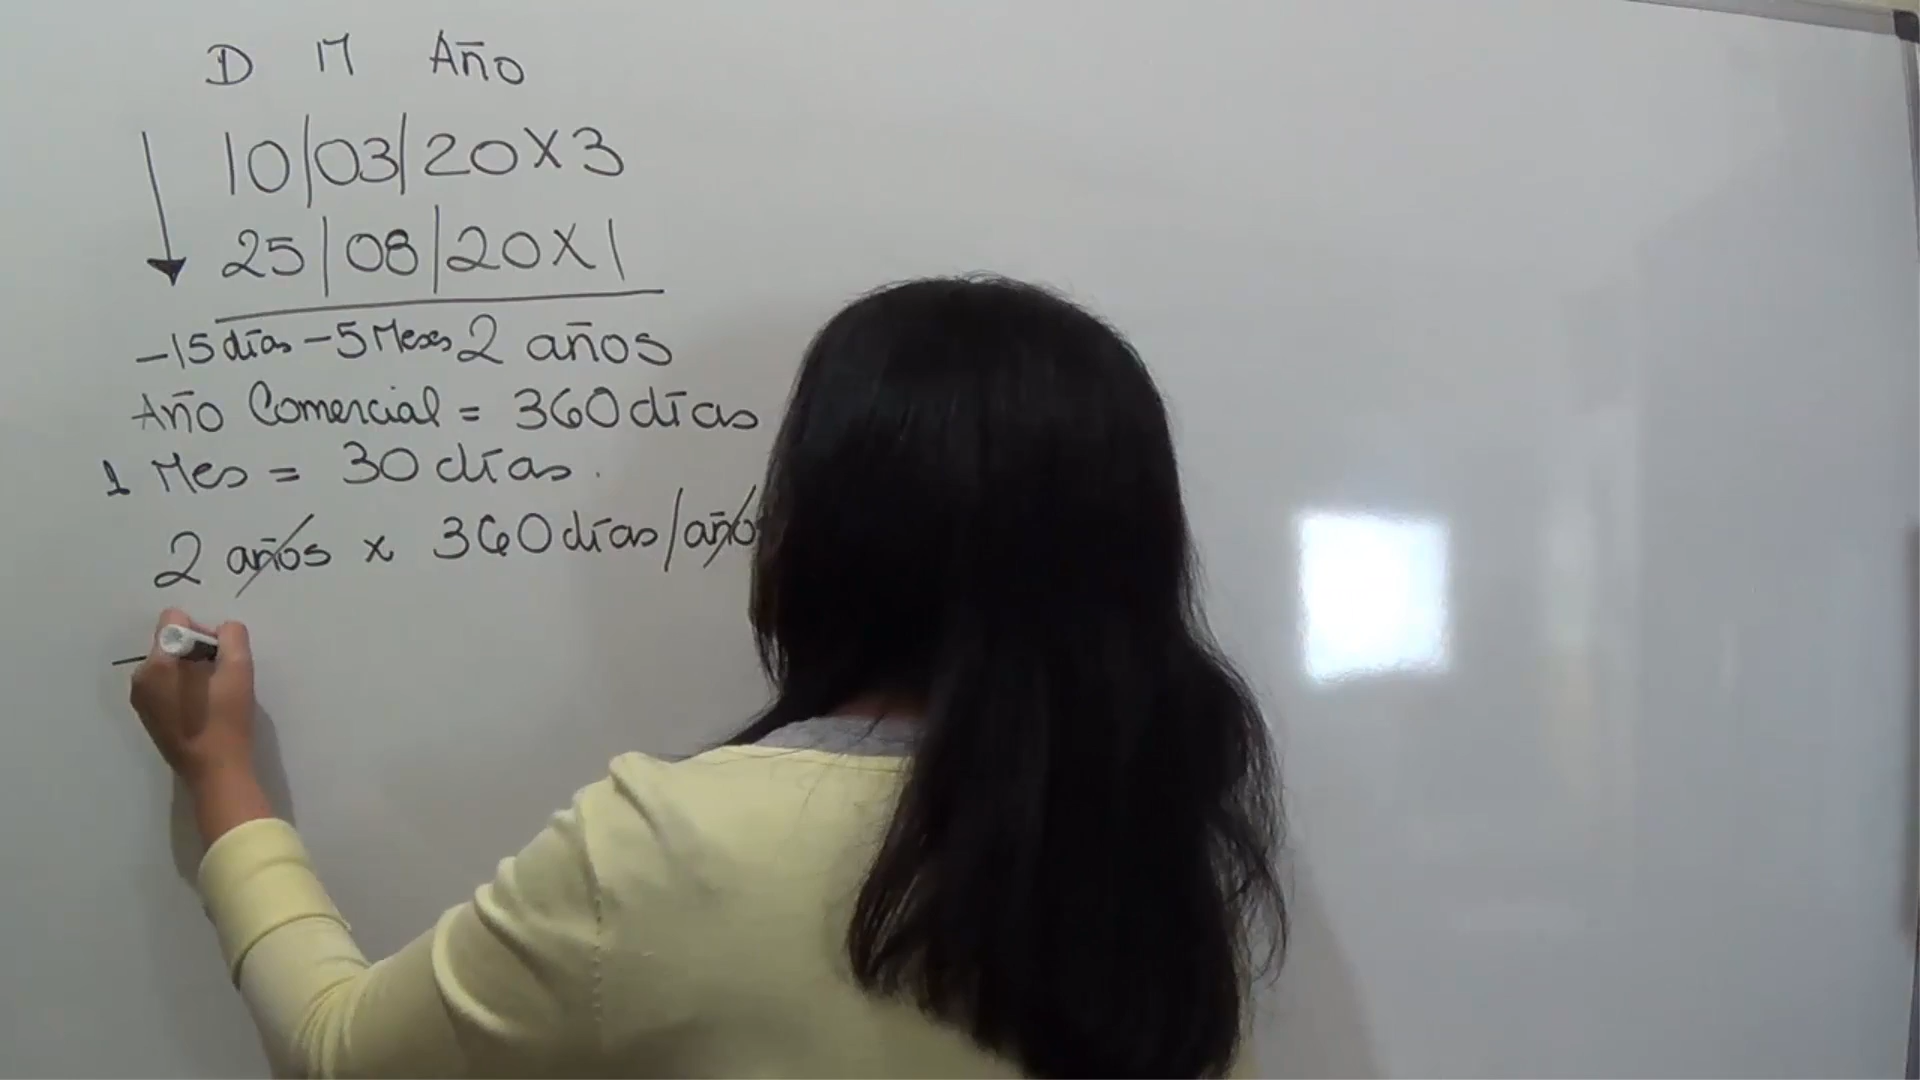 D M Año
10/03/20X3
25/08/20X1
-15 días -5 Meses 2 años
Año Comercial = 360 días
1 Mes = 30 días.
2 años x 360 días/año
-